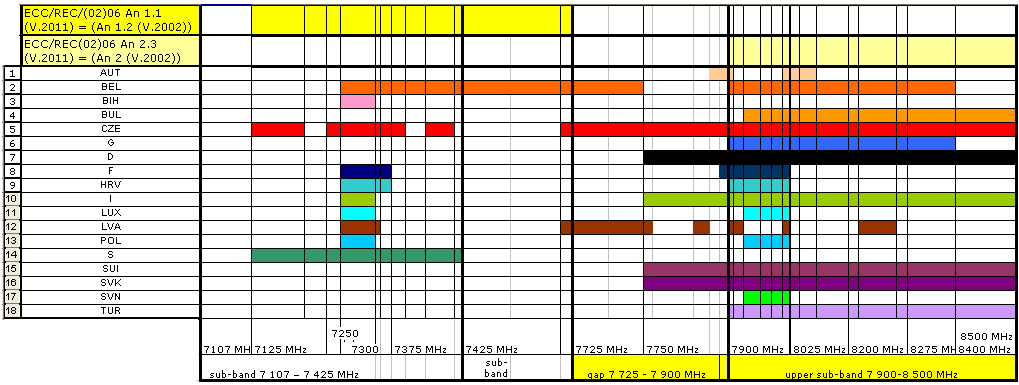 ECC/REC/(02)06 An 1.1
(V.2011) = (An 1.2 (V.2002))
ECC/REC(02)06 An 2.3
(V.2011) = (An 2 (V.2002))
1 AUT
2 BEL
3 BIH
4 BUL
5 CZE
6 G
7 D
8 F
9 HRV
10 I
11 LUX
12 LVA
13 POL
14 S
15 SUI
16 SVK
17 SVN
18 TUR
7250
8500 MHz
7107 MH 7125 MHz 7300 7375 MHz 7425 MHz 7725 MHz 7750 MHz 7900 MHz 8025 MHz 8200 MHz 8275 MH 8400 MHz
sub-band 7 107 - 7 425 MHz
sub-
band
gap 7 725 - 7 900 MHz
upper sub-band 7 900-8 500 MHz